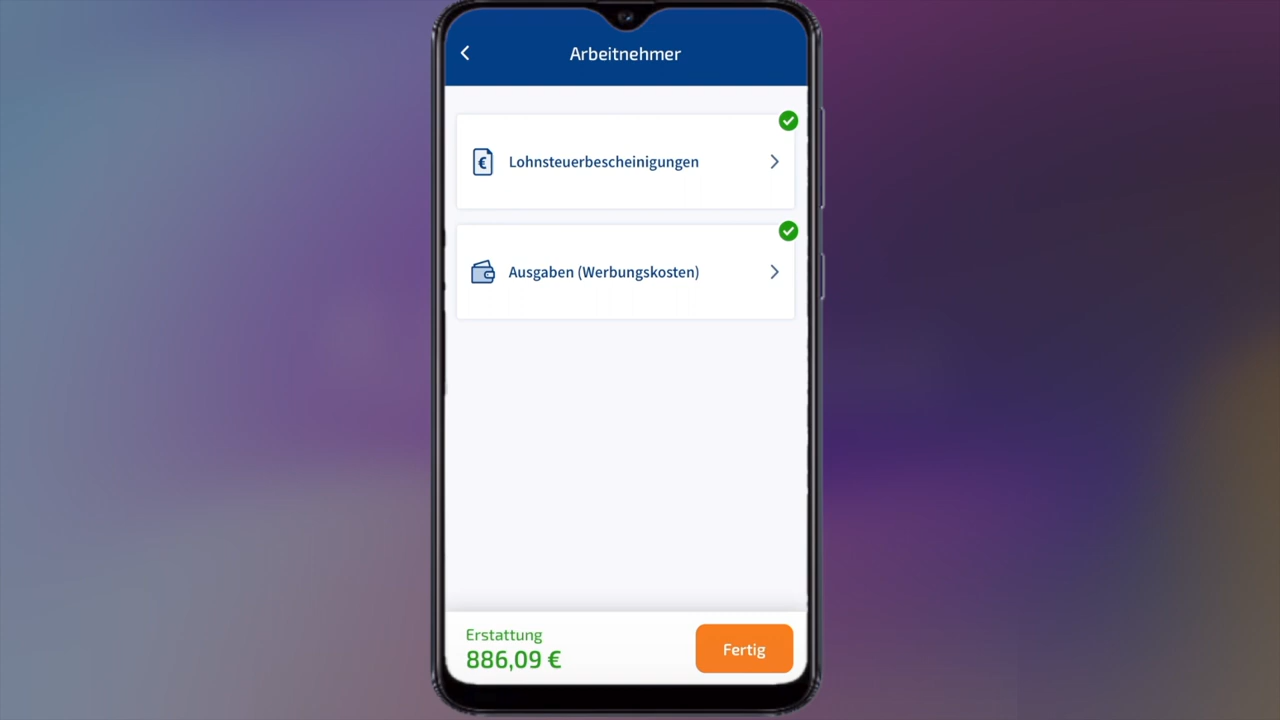 Arbeitnehmer
Lohnsteuerbescheinigungen
Ausgaben (Werbungskosten)
Erstattung
886,09 €
Fertig